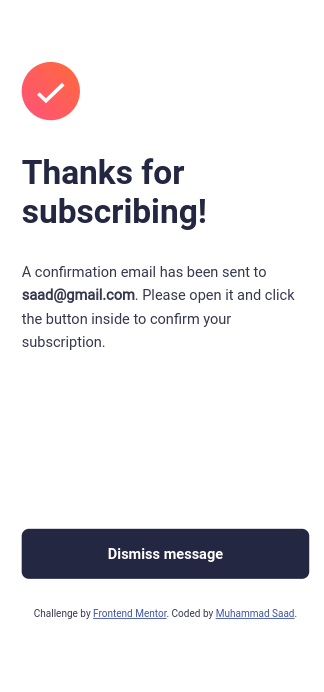 Thanks for
subscribing!
A confirmation email has been sent to
saad@gmail.com. Please open it and click
the button inside to confirm your
subscription.
Dismiss message
Challenge by Frontend Mentor. Coded by Muhammad Saad.